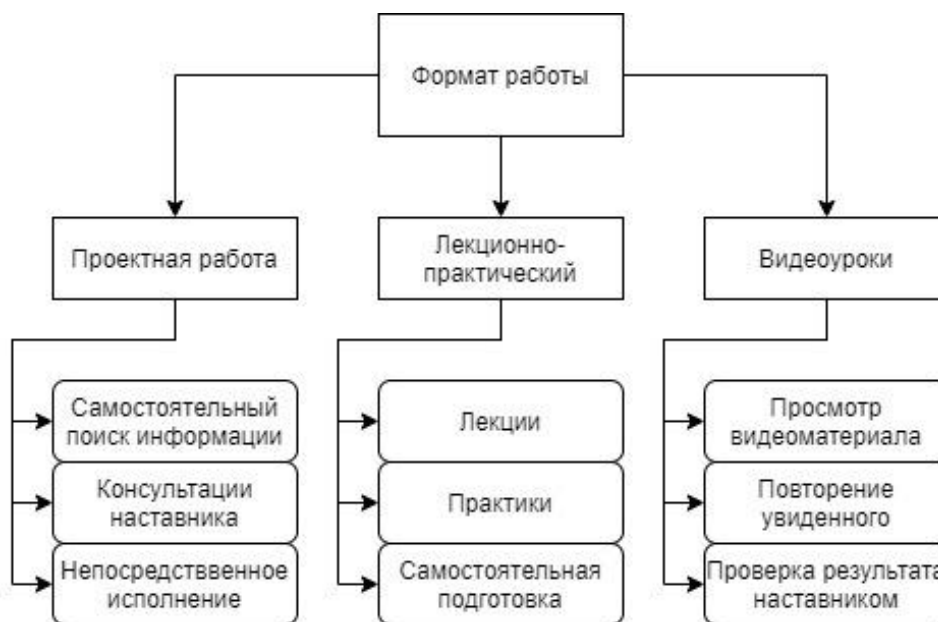 Формат работы
Проектная работа
Лекционно-
практический
Видеоуроки
Самостоятельный
поиск информации
Консультации
наставника
Непосредстввенное
исполнение
Лекции
Практики
Самостоятельная
подготовка
Просмотр
видеоматериала
Повторение
увиденного
Проверка результата
наставником